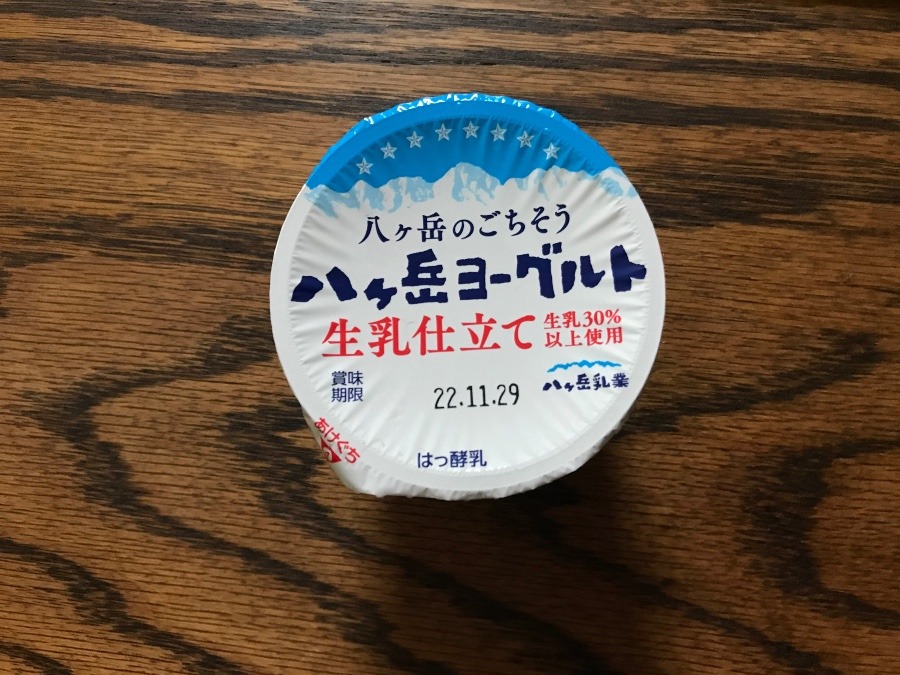 八ヶ岳のごちそう
八ヶ岳ヨーグルト
生乳仕立て
生乳30%
以上使用
賞味
期限
22.11.29
八ヶ岳乳業
あけぐち
はっ酵乳